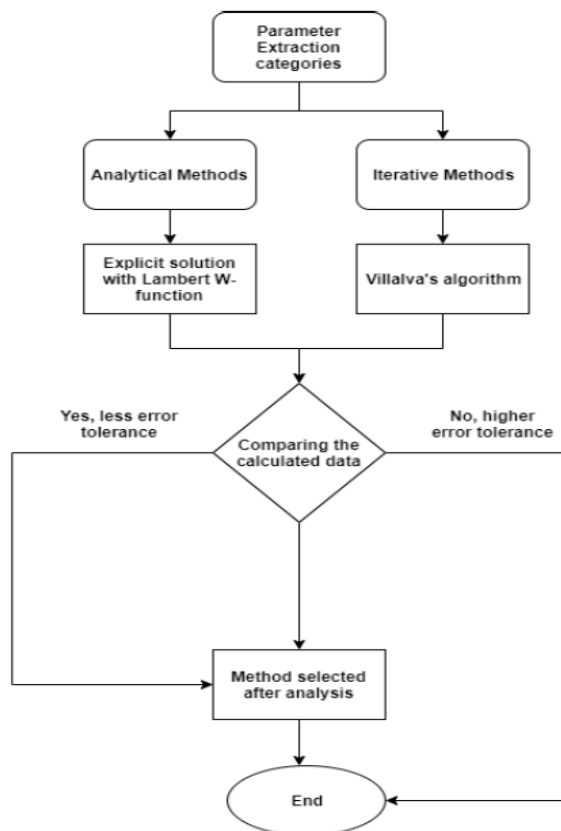 Parameter
Extraction
categories
Analytical Methods
Iterative Methods
Explicit solution
with Lambert W-
function
Villalva's algorithm
Yes, less error
tolerance
No, higher
error tolerance
Comparing the
calculated data
Method selected
after analysis
End